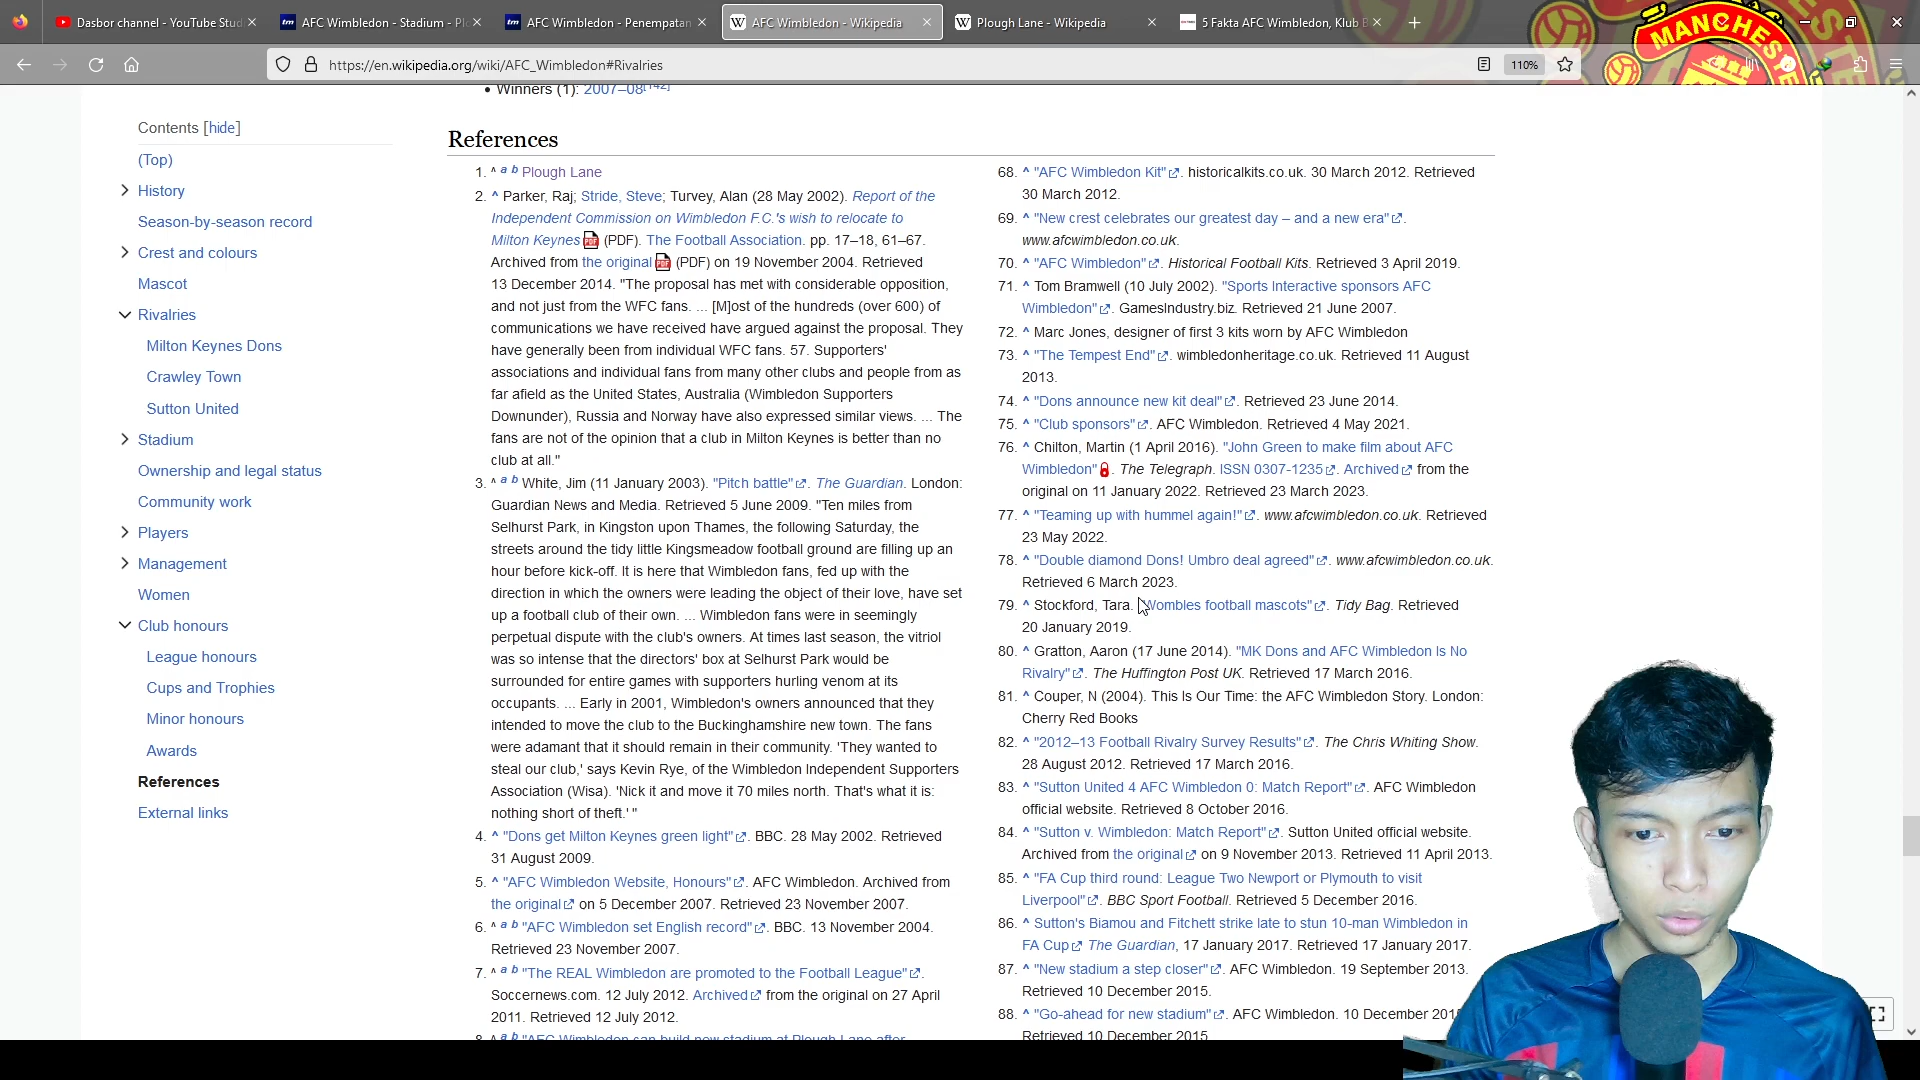 Dasbor channel - YouTube Stud
AFC Wimbledon - Stadium - Pl
AFC Wimbledon - Penempatan
AFC Wimbledon - Wikipedia
Plough Lane - Wikipedia
5 Fakta AFC Wimbledon, Klub B
MANCHES
https://en.wikipedia.org/wiki/AFC_Wimbledon#Rivalries
110%
Contents [hide]
(Top)
History
Season-by-season record
Crest and colours
Mascot
Rivalries
Milton Keynes Dons
Crawley Town
Sutton United
Stadium
Ownership and legal status
Community work
Players
Management
Women
Club honours
League honours
Cups and Trophies
Minor honours
Awards
References
External links
• Winners (1): 2007–08[142]
References
1. ^ a b Plough Lane
2. ^ Parker, Raj; Stride, Steve; Turvey, Alan (28 May 2002). Report of the
Independent Commission on Wimbledon F.C.'s wish to relocate to
Milton Keynes (PDF). The Football Association. pp. 17–18, 61–67.
Archived from the original (PDF) on 19 November 2004. Retrieved
13 December 2014. "The proposal has met with considerable opposition,
and not just from the WFC fans. ... [M]ost of the hundreds (over 600) of
communications we have received have argued against the proposal. They
have generally been from individual WFC fans. 57. Supporters'
associations and individual fans from many other clubs and people from as
far afield as the United States, Australia (Wimbledon Supporters
Downunder), Russia and Norway have also expressed similar views. ... The
fans are not of the opinion that a club in Milton Keynes is better than no
club at all."
3. ^ a b White, Jim (11 January 2003). "Pitch battle". The Guardian. London:
Guardian News and Media. Retrieved 5 June 2009. "Ten miles from
Selhurst Park, in Kingston upon Thames, the following Saturday, the
streets around the tidy little Kingsmeadow football ground are filling up an
hour before kick-off. It is here that Wimbledon fans, fed up with the
direction in which the owners were leading the object of their love, have set
up a football club of their own. ... Wimbledon fans were in seemingly
perpetual dispute with the club's owners. At times last season, the vitriol
was so intense that the directors' box at Selhurst Park would be
surrounded for entire games with supporters hurling venom at its
occupants. ... Early in 2001, Wimbledon's owners announced that they
intended to move the club to the Buckinghamshire new town. The fans
were adamant that it should remain in their community. 'They wanted to
steal our club,' says Kevin Rye, of the Wimbledon Independent Supporters
Association (Wisa). 'Nick it and move it 70 miles north. That's what it is:
nothing short of theft.' "
4. ^ "Dons get Milton Keynes green light". BBC. 28 May 2002. Retrieved
31 August 2009.
5. ^ "AFC Wimbledon Website, Honours". AFC Wimbledon. Archived from
the original on 5 December 2007. Retrieved 23 November 2007.
6. ^ a b "AFC Wimbledon set English record". BBC. 13 November 2004.
Retrieved 23 November 2007.
7. ^ a b "The REAL Wimbledon are promoted to the Football League".
Soccernews.com. 12 July 2012. Archived from the original on 27 April
2011. Retrieved 12 July 2012.
8. ^ a b "AFC Wimbledon can build new stadium at Plough Lane after
68. ^ "AFC Wimbledon Kit". historicalkits.co.uk. 30 March 2012. Retrieved
30 March 2012.
69. ^ "New crest celebrates our greatest day – and a new era".
www.afcwimbledon.co.uk.
70. ^ "AFC Wimbledon". Historical Football Kits. Retrieved 3 April 2019.
71. ^ Tom Bramwell (10 July 2002). "Sports Interactive sponsors AFC
Wimbledon". GamesIndustry.biz. Retrieved 21 June 2007.
72. ^ Marc Jones, designer of first 3 kits worn by AFC Wimbledon
73. ^ "The Tempest End". wimbledonheritage.co.uk. Retrieved 11 August
2013.
74. ^ "Dons announce new kit deal". Retrieved 23 June 2014.
75. ^ "Club sponsors". AFC Wimbledon. Retrieved 4 May 2021.
76. ^ Chilton, Martin (1 April 2016). "John Green to make film about AFC
Wimbledon". The Telegraph. ISSN 0307-1235. Archived from the
original on 11 January 2022. Retrieved 23 March 2023.
77. ^ "Teaming up with hummel again!". www.afcwimbledon.co.uk. Retrieved
23 May 2022.
78. ^ "Double diamond Dons! Umbro deal agreed". www.afcwimbledon.co.uk.
Retrieved 6 March 2023.
79. ^ Stockford, Tara. "Wombles football mascots". Tidy Bag. Retrieved
20 January 2019.
80. ^ Gratton, Aaron (17 June 2014). "MK Dons and AFC Wimbledon Is No
Rivalry". The Huffington Post UK. Retrieved 17 March 2016.
81. ^ Couper, N (2004). This Is Our Time: the AFC Wimbledon Story. London:
Cherry Red Books
82. ^ "2012–13 Football Rivalry Survey Results". The Chris Whiting Show.
28 August 2012. Retrieved 17 March 2016.
83. ^ "Sutton United 4 AFC Wimbledon 0: Match Report". AFC Wimbledon
official website. Retrieved 8 October 2016.
84. ^ "Sutton v. Wimbledon: Match Report". Sutton United official website.
Archived from the original on 9 November 2013. Retrieved 11 April 2013.
85. ^ "FA Cup third round: League Two Newport or Plymouth to visit
Liverpool". BBC Sport Football. Retrieved 5 December 2016.
86. ^ Sutton's Biamou and Fitchett strike late to stun 10-man Wimbledon in
FA Cup The Guardian, 17 January 2017. Retrieved 17 January 2017.
87. ^ "New stadium a step closer". AFC Wimbledon. 19 September 2013.
Retrieved 10 December 2015.
88. ^ "Go-ahead for new stadium". AFC Wimbledon. 10 December 201
Retrieved 10 December 2015